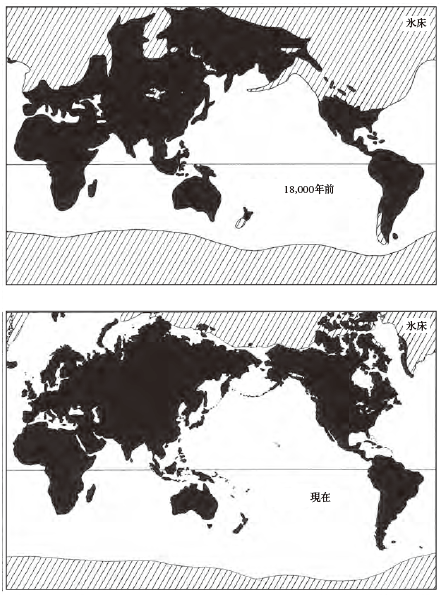 氷床
18,000年前
氷床
現在